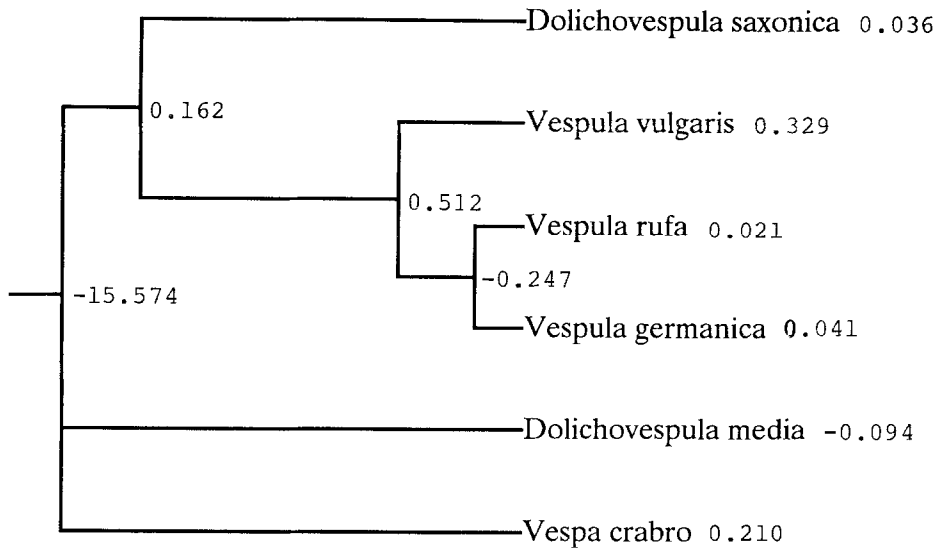 Dolichovespula saxonica 0.036
0.162
Vespula vulgaris 0.329
0.512
Vespula rufa 0.021
-0.247
-15.574
Vespula germanica 0.041
Dolichovespula media -0.094
Vespa crabro 0.210